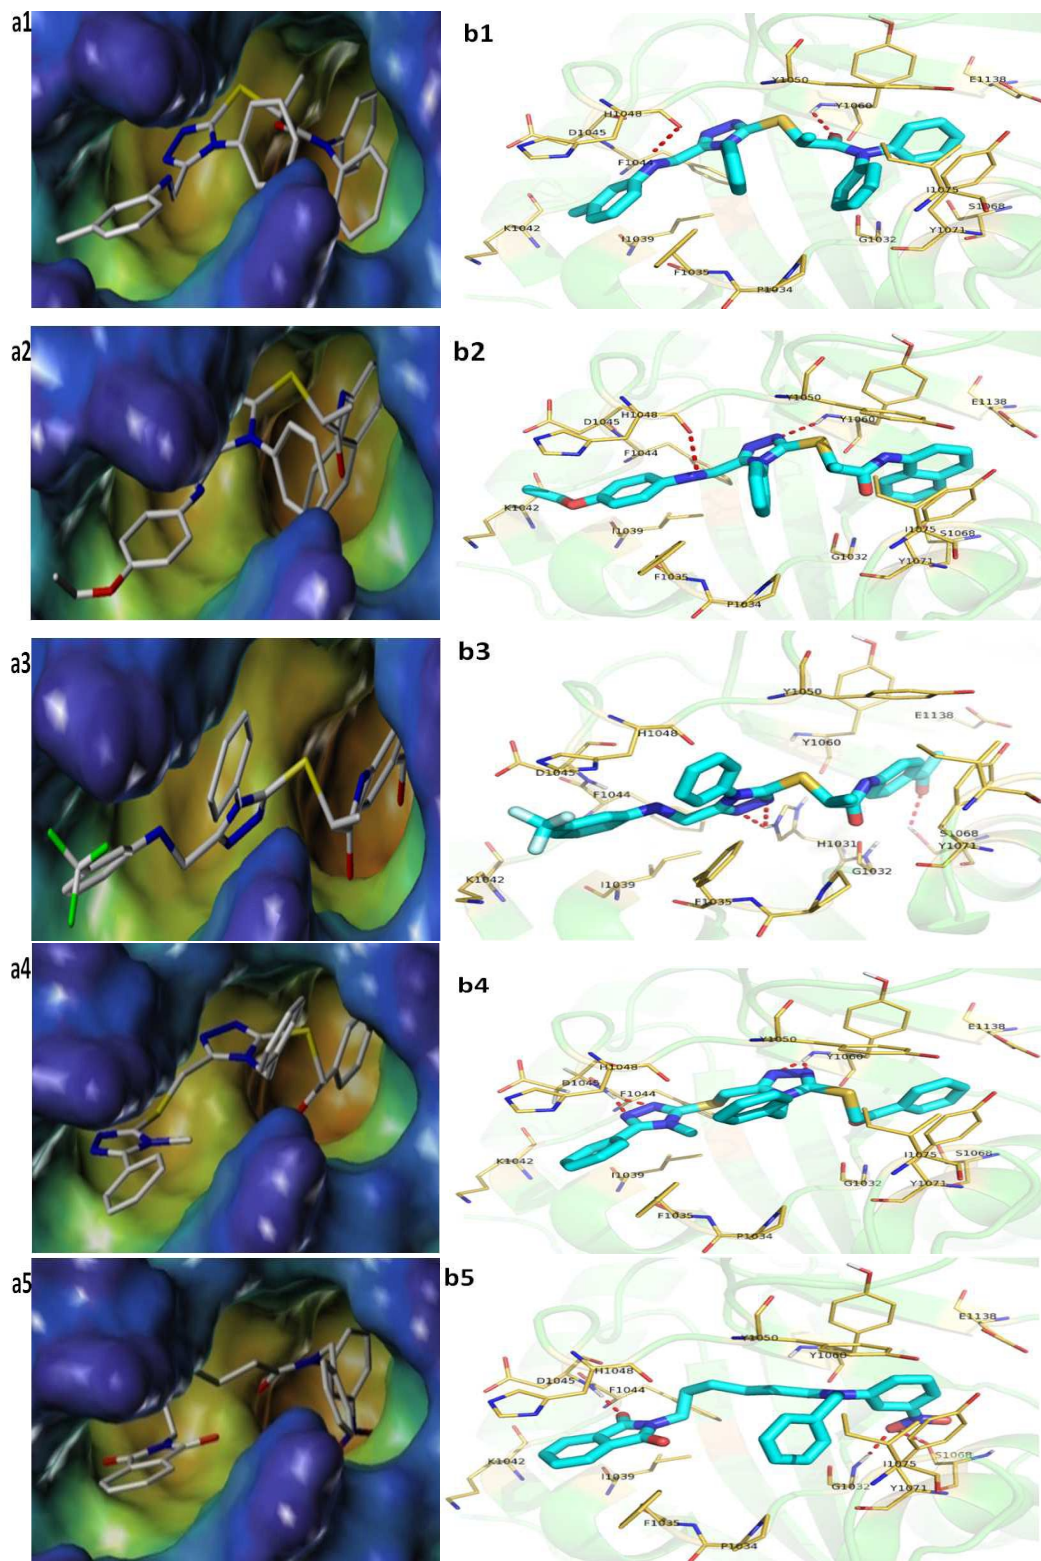 a1
b1
Y1050
E1138
Y1060
H1048
D1045
F1044
I1075
S1068
K1042
I1039
Y1071
G1032
F1035
P1034
a2
b2
Y1050
E1138
H1048
Y1060
D1045
F1044
K1042
I1039
I1075
S1068
G1032
Y1071
F1035
P1034
a3
b3
Y1050
E1138
H1048
Y1060
D1045
F1044
S1068
H1031
Y1071
K1042
G1032
I1039
F1035
a4
b4
E1138
Y1050
Y1060
H1048
D1045
F1044
K1042
I1075
S1068
I1039
G1032
Y1071
F1035
P1034
a5
b5
E1138
Y1050
Y1060
H1048
D1045
F1044
S1068
K1042
I1075
I1039
G1032
Y1071
F1035
P1034